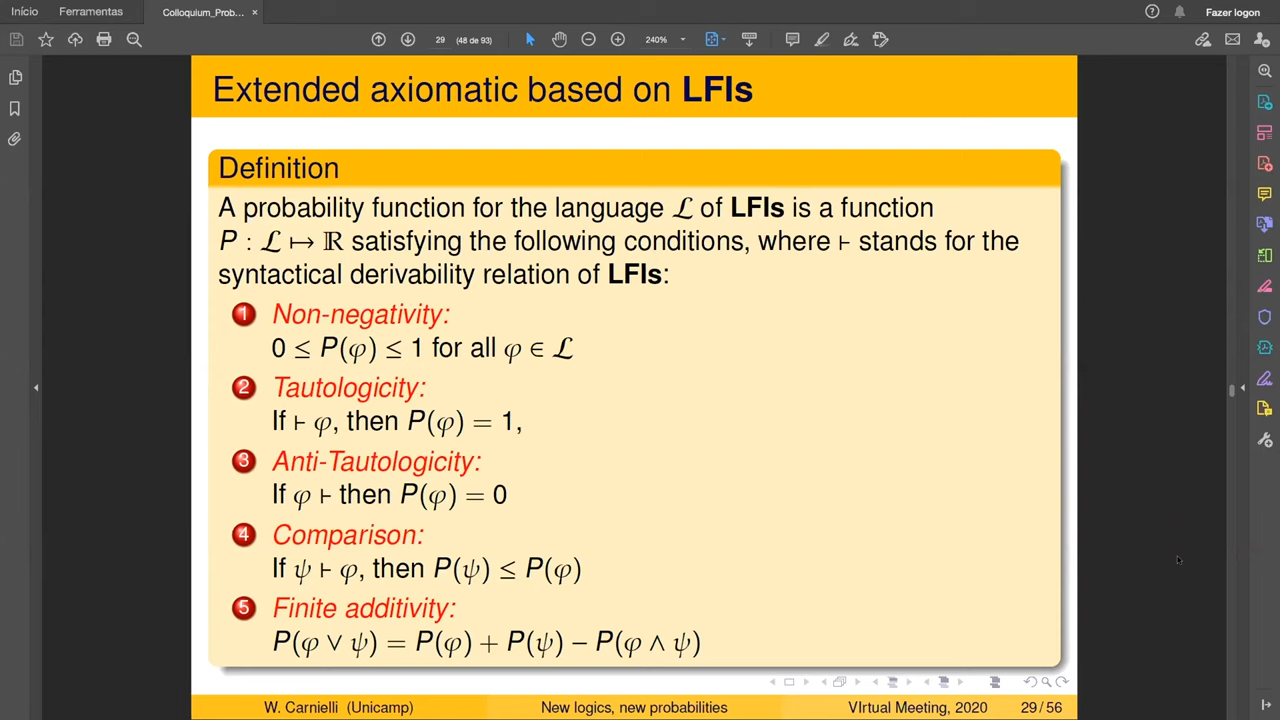 Início Ferramentas Colloquium_Prob... × Fazer logon
29 (48 de 93) 240%
Extended axiomatic based on LFIs
Definition
A probability function for the language ℒ of LFIs is a function
P : ℒ ↦ ℝ satisfying the following conditions, where ⊢ stands for the
syntactical derivability relation of LFIs:
1 Non-negativity:
0 ≤ P(φ) ≤ 1 for all φ ∈ ℒ
2 Tautologicity:
If ⊢ φ, then P(φ) = 1,
3 Anti-Tautologicity:
If φ ⊢ then P(φ) = 0
4 Comparison:
If ψ ⊢ φ, then P(ψ) ≤ P(φ)
5 Finite additivity:
P(φ ∨ ψ) = P(φ) + P(ψ) − P(φ ∧ ψ)
W. Carnielli (Unicamp) New logics, new probabilities VIrtual Meeting, 2020 29 / 56